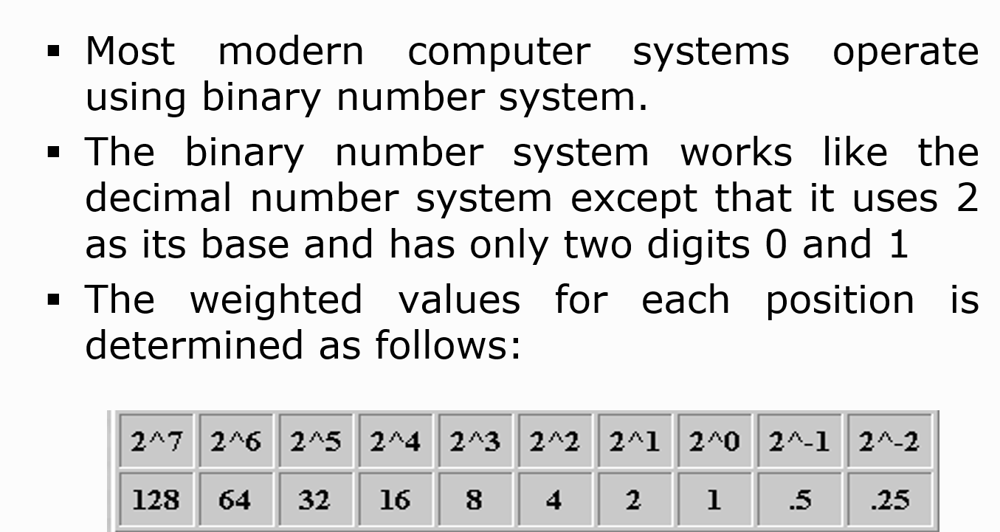 ▪ Most modern computer systems operate
using binary number system.
▪ The binary number system works like the
decimal number system except that it uses 2
as its base and has only two digits 0 and 1
▪ The weighted values for each position is
determined as follows:
2^7 2^6 2^5 2^4 2^3 2^2 2^1 2^0 2^-1 2^-2
128 64 32 16 8 4 2 1 .5 .25